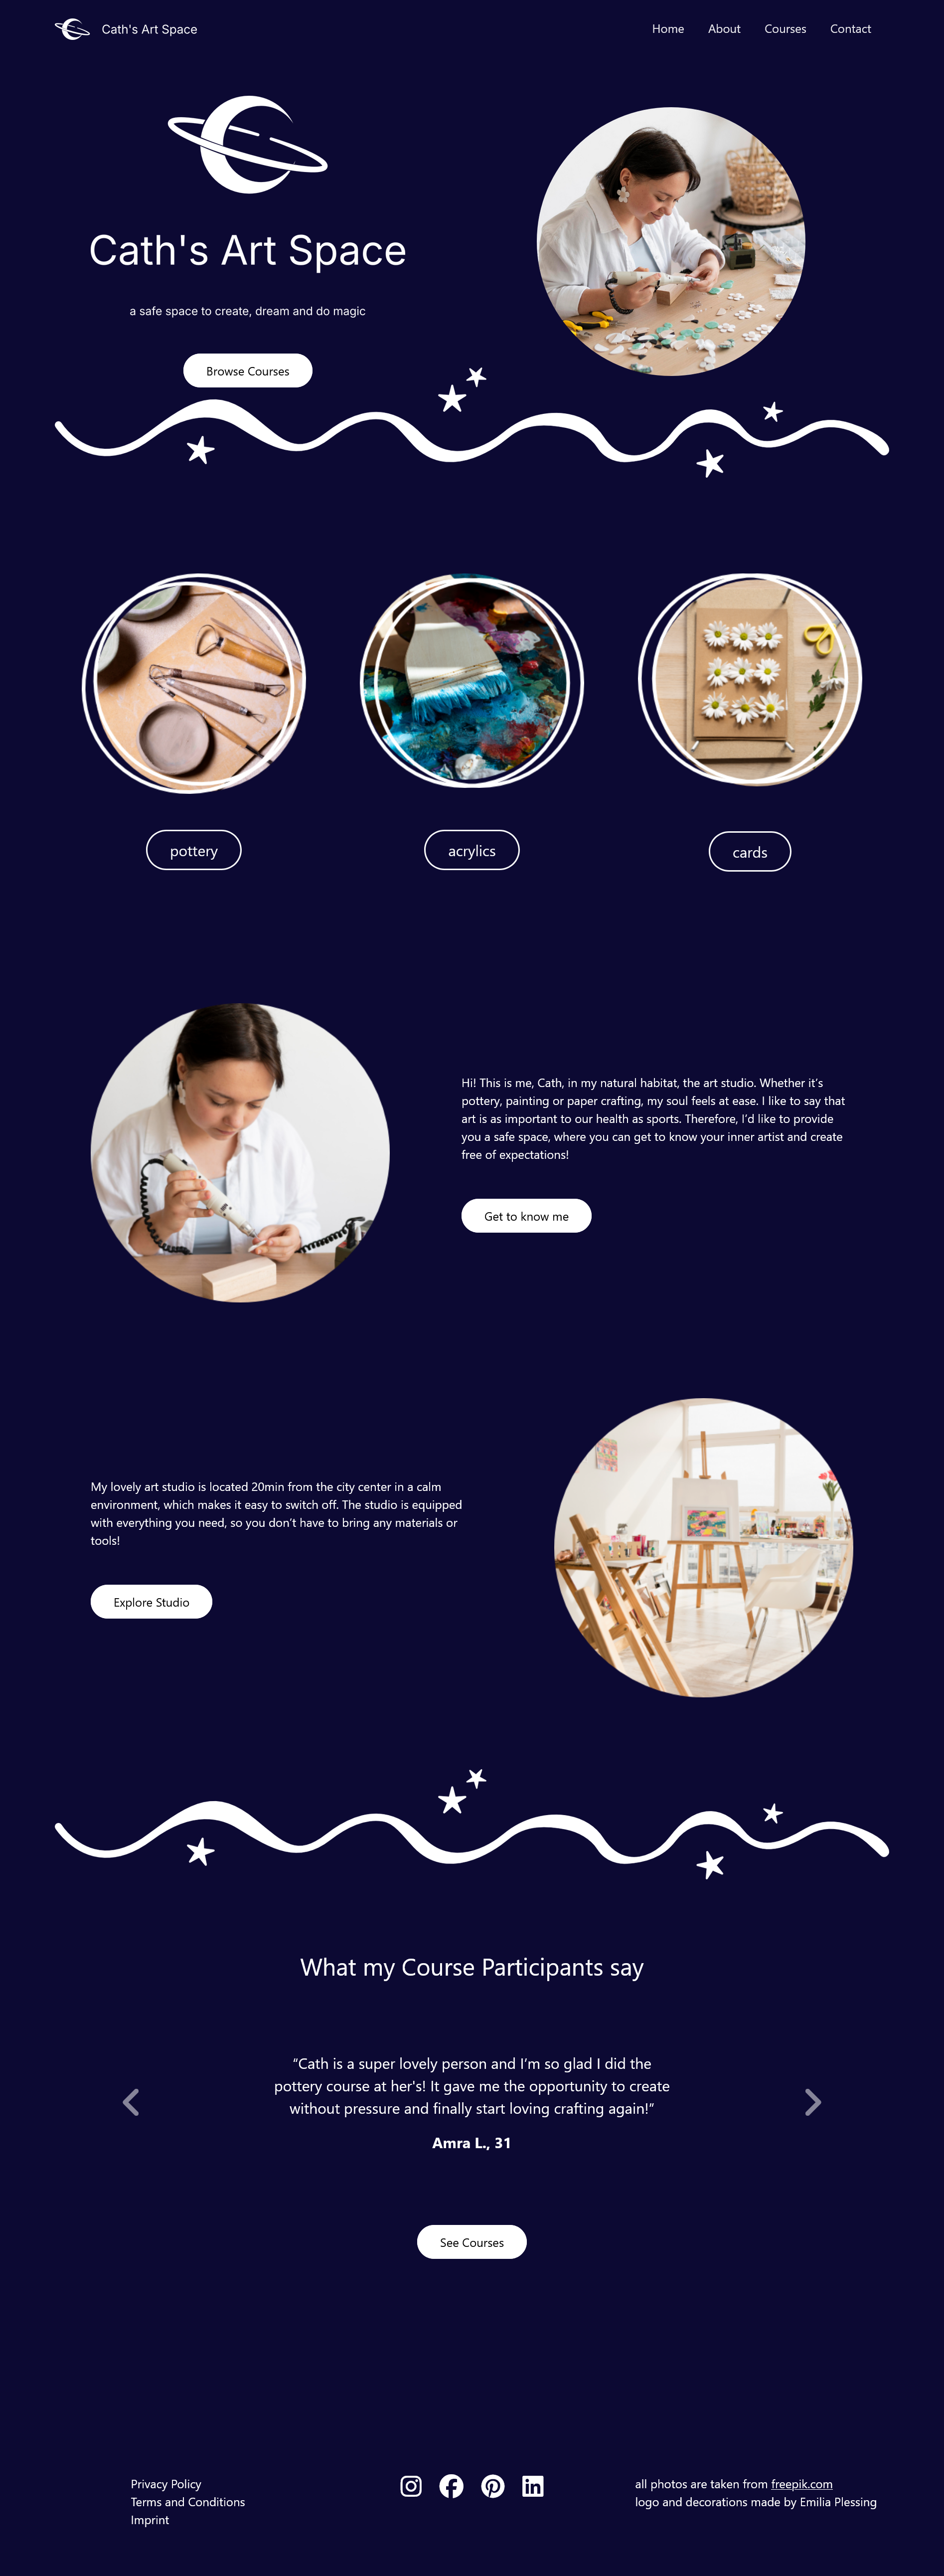 Cath's Art Space
Home About Courses Contact
Cath's Art Space
a safe space to create, dream and do magic
Browse Courses
pottery
acrylics
cards
Hi! This is me, Cath, in my natural habitat, the art studio. Whether it’s
pottery, painting or paper crafting, my soul feels at ease. I like to say that
art is as important to our health as sports. Therefore, I’d like to provide
you a safe space, where you can get to know your inner artist and create
free of expectations!
Get to know me
My lovely art studio is located 20min from the city center in a calm
environment, which makes it easy to switch off. The studio is equipped
with everything you need, so you don’t have to bring any materials or
tools!
Explore Studio
What my Course Participants say
“Cath is a super lovely person and I’m so glad I did the
pottery course at her's! It gave me the opportunity to create
without pressure and finally start loving crafting again!”
Amra L., 31
See Courses
Privacy Policy
Terms and Conditions
Imprint
all photos are taken from freepik.com
logo and decorations made by Emilia Plessing